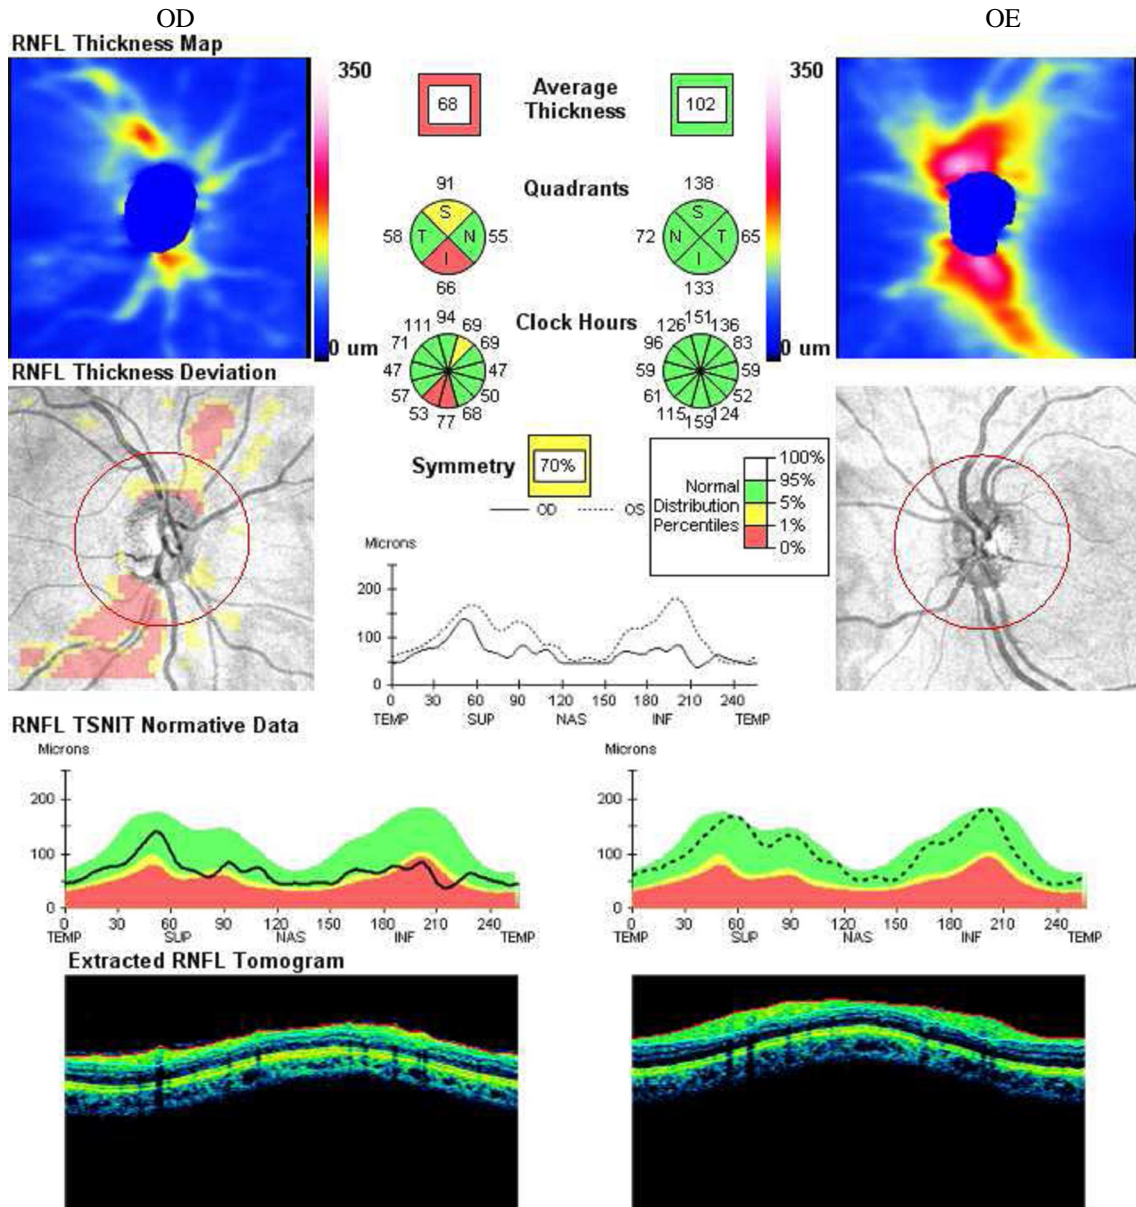 OD OE
RNFL Thickness Map
350 Average Thickness 350
68 102
91 Quadrants 138
S S
58 T N 55 72 N T 65
I I
66 133
0 um Clock Hours 0 um
94 151
111 69 126 136
71 69 96 83
47 47 59 59
57 50 61 52
53 68 115 124
77 159
RNFL Thickness Deviation
Symmetry 70%
OD OS
100%
95%
5%
1%
0%
Normal
Distribution
Percentiles
Microns
200
100
0
0 30 60 90 120 150 180 210 240
TEMP SUP NAS INF TEMP
RNFL TSNIT Normative Data
Microns Microns
200 200
100 100
0 0
0 30 60 90 120 150 180 210 240 0 30 60 90 120 150 180 210 240
TEMP SUP NAS INF TEMP TEMP SUP NAS INF TEMP
Extracted RNFL Tomogram